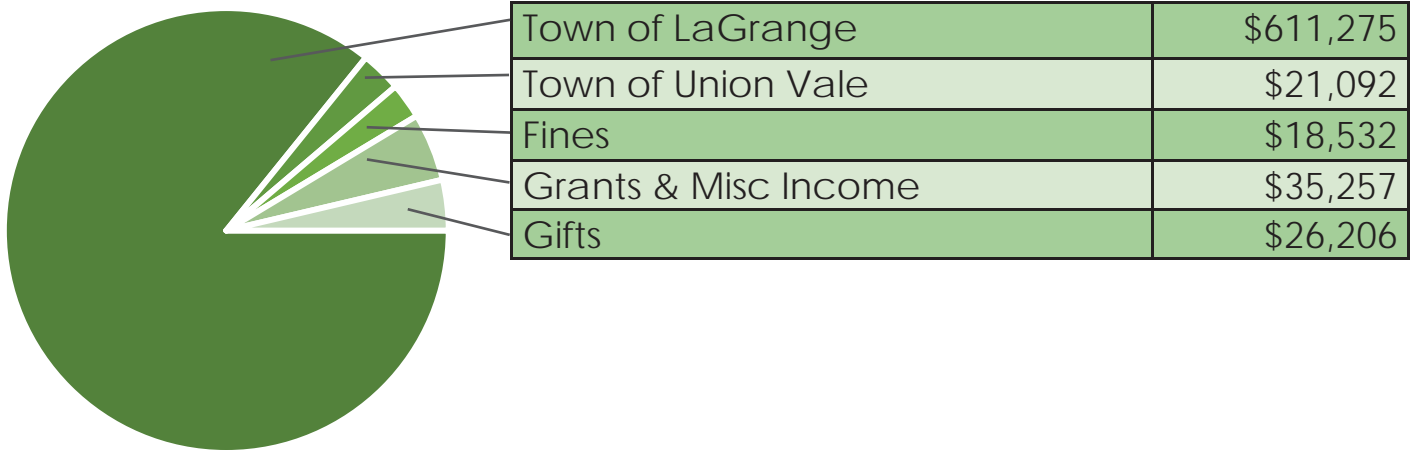 Town of LaGrange $611,275
Town of Union Vale $21,092
Fines $18,532
Grants & Misc Income $35,257
Gifts $26,206